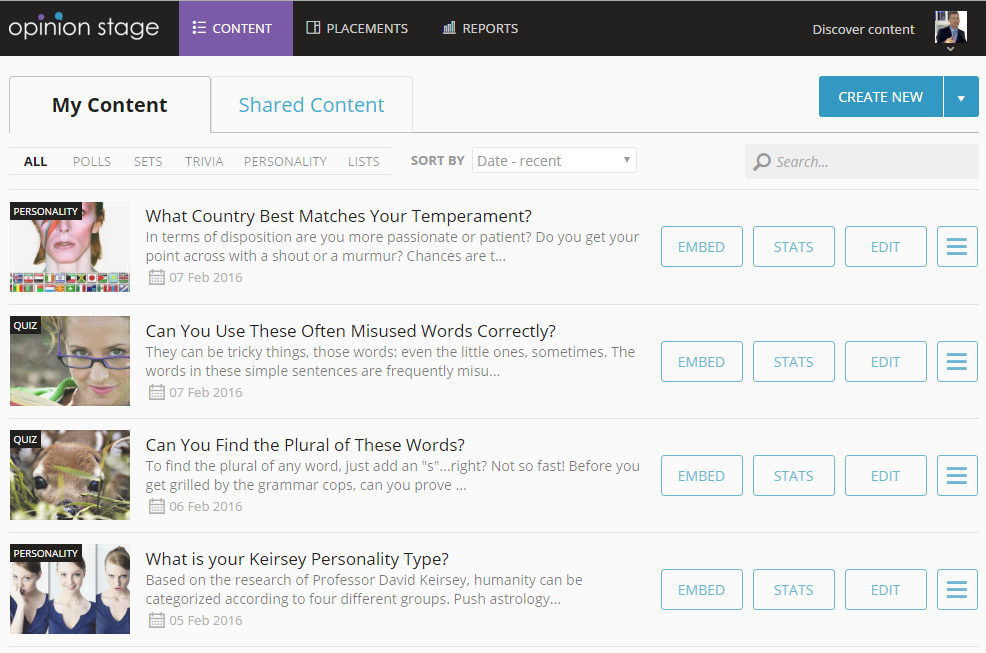 opinion stage
CONTENT
PLACEMENTS
REPORTS
Discover content
My Content
Shared Content
CREATE NEW
ALL
POLLS
SETS
TRIVIA
PERSONALITY
LISTS
SORT BY
Date - recent
Search...
PERSONALITY
What Country Best Matches Your Temperament?
In terms of disposition are you more passionate or patient? Do you get your
point across with a shout or a murmur? Chances are t...
07 Feb 2016
EMBED
STATS
EDIT
QUIZ
Can You Use These Often Misused Words Correctly?
They can be tricky things, those words: even the little ones, sometimes. The
words in these simple sentences are frequently misu...
07 Feb 2016
EMBED
STATS
EDIT
QUIZ
Can You Find the Plural of These Words?
To find the plural of any word, just add an "s"...right? Not so fast! Before you
get grilled by the grammar cops, can you prove ...
06 Feb 2016
EMBED
STATS
EDIT
PERSONALITY
What is your Keirsey Personality Type?
Based on the research of Professor David Keirsey, humanity can be
categorized according to four different groups. Push astrology...
05 Feb 2016
EMBED
STATS
EDIT